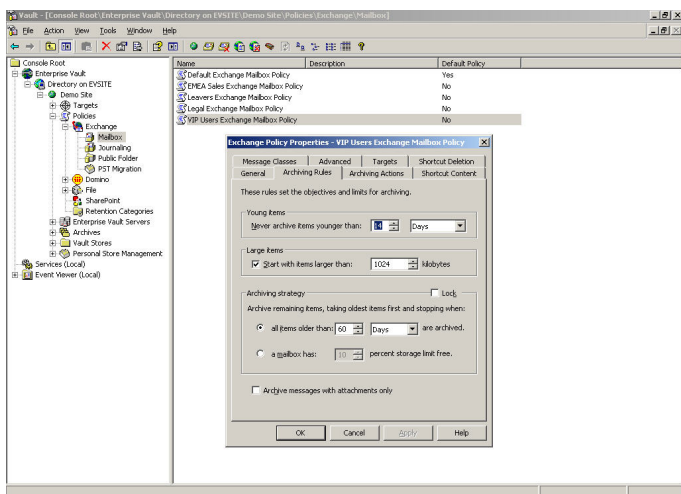 Vault - [Console Root\Enterprise Vault\Directory on EVSITE\Demo Site\Policies\Exchange\Mailbox]
File Action View Tools Window Help
Console Root
Enterprise Vault
Directory on EVSITE
Demo Site
Targets
Policies
Exchange
Mailbox
Journaling
Public Folder
PST Migration
Domino
File
SharePoint
Retention Categories
Enterprise Vault Servers
Archives
Vault Stores
Personal Store Management
Services (Local)
Event Viewer (Local)
Name Description Default Policy
Default Exchange Mailbox Policy Yes
EMEA Sales Exchange Mailbox Policy No
Leavers Exchange Mailbox Policy No
Legal Exchange Mailbox Policy No
VIP Users Exchange Mailbox Policy No
Exchange Policy Properties - VIP Users Exchange Mailbox Policy
Message Classes Advanced Targets Shortcut Deletion
General Archiving Rules Archiving Actions Shortcut Content
These rules set the objectives and limits for archiving.
Young items
Never archive items younger than: 14 Days
Large items
Start with items larger than: 1024 kilobytes
Archiving strategy Lock
Archive remaining items, taking oldest items first and stopping when:
all items older than: 60 Days are archived.
a mailbox has: 10 percent storage limit free.
Archive messages with attachments only
OK Cancel Apply Help